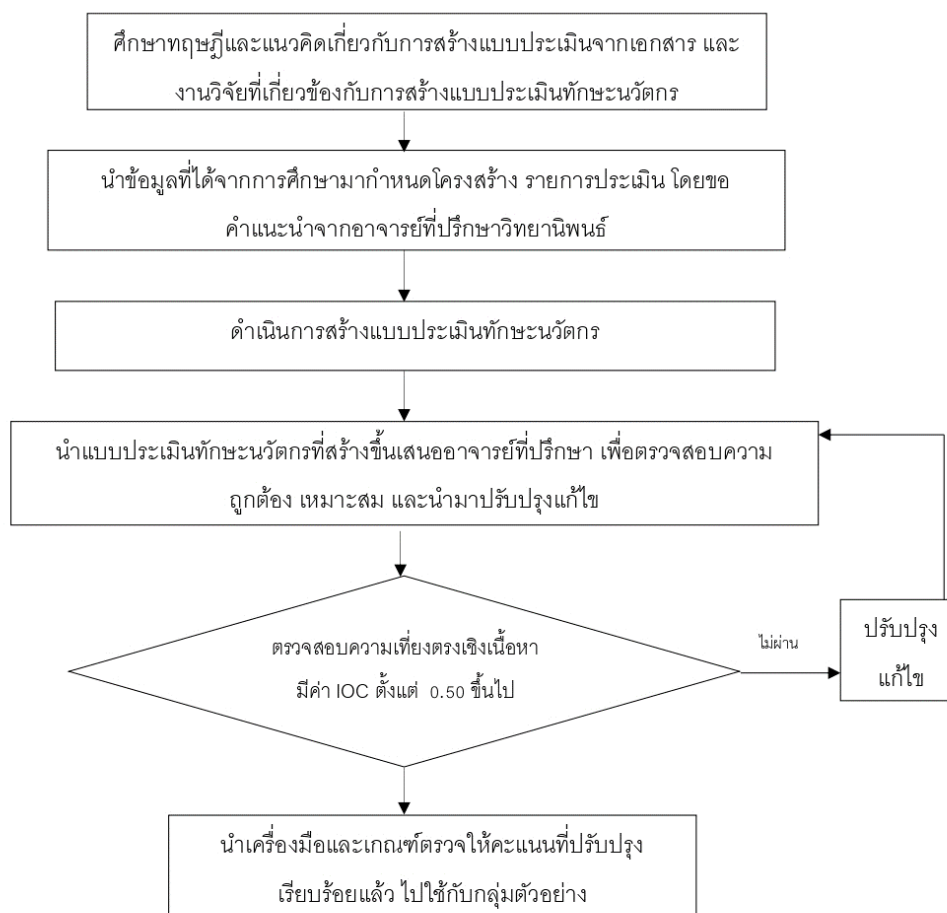 ศึกษาทฤษฎีและแนวคิดเกี่ยวกับการสร้างแบบประเมินจากเอกสาร และ
งานวิจัยที่เกี่ยวข้องกับการสร้างแบบประเมินทักษะนวัตกร
นำข้อมูลที่ได้จากการศึกษามากำหนดโครงสร้าง รายการประเมิน โดยขอ
คำแนะนำจากอาจารย์ที่ปรึกษาวิทยานิพนธ์
ดำเนินการสร้างแบบประเมินทักษะนวัตกร
นำแบบประเมินทักษะนวัตกรที่สร้างขึ้นเสนออาจารย์ที่ปรึกษา เพื่อตรวจสอบความ
ถูกต้อง เหมาะสม และนำมาปรับปรุงแก้ไข
ตรวจสอบความเที่ยงตรงเชิงเนื้อหา
มีค่า IOC ตั้งแต่ 0.50 ขึ้นไป
ไม่ผ่าน
ปรับปรุง
แก้ไข
นำเครื่องมือและเกณฑ์ตรวจให้คะแนนที่ปรับปรุง
เรียบร้อยแล้ว ไปใช้กับกลุ่มตัวอย่าง